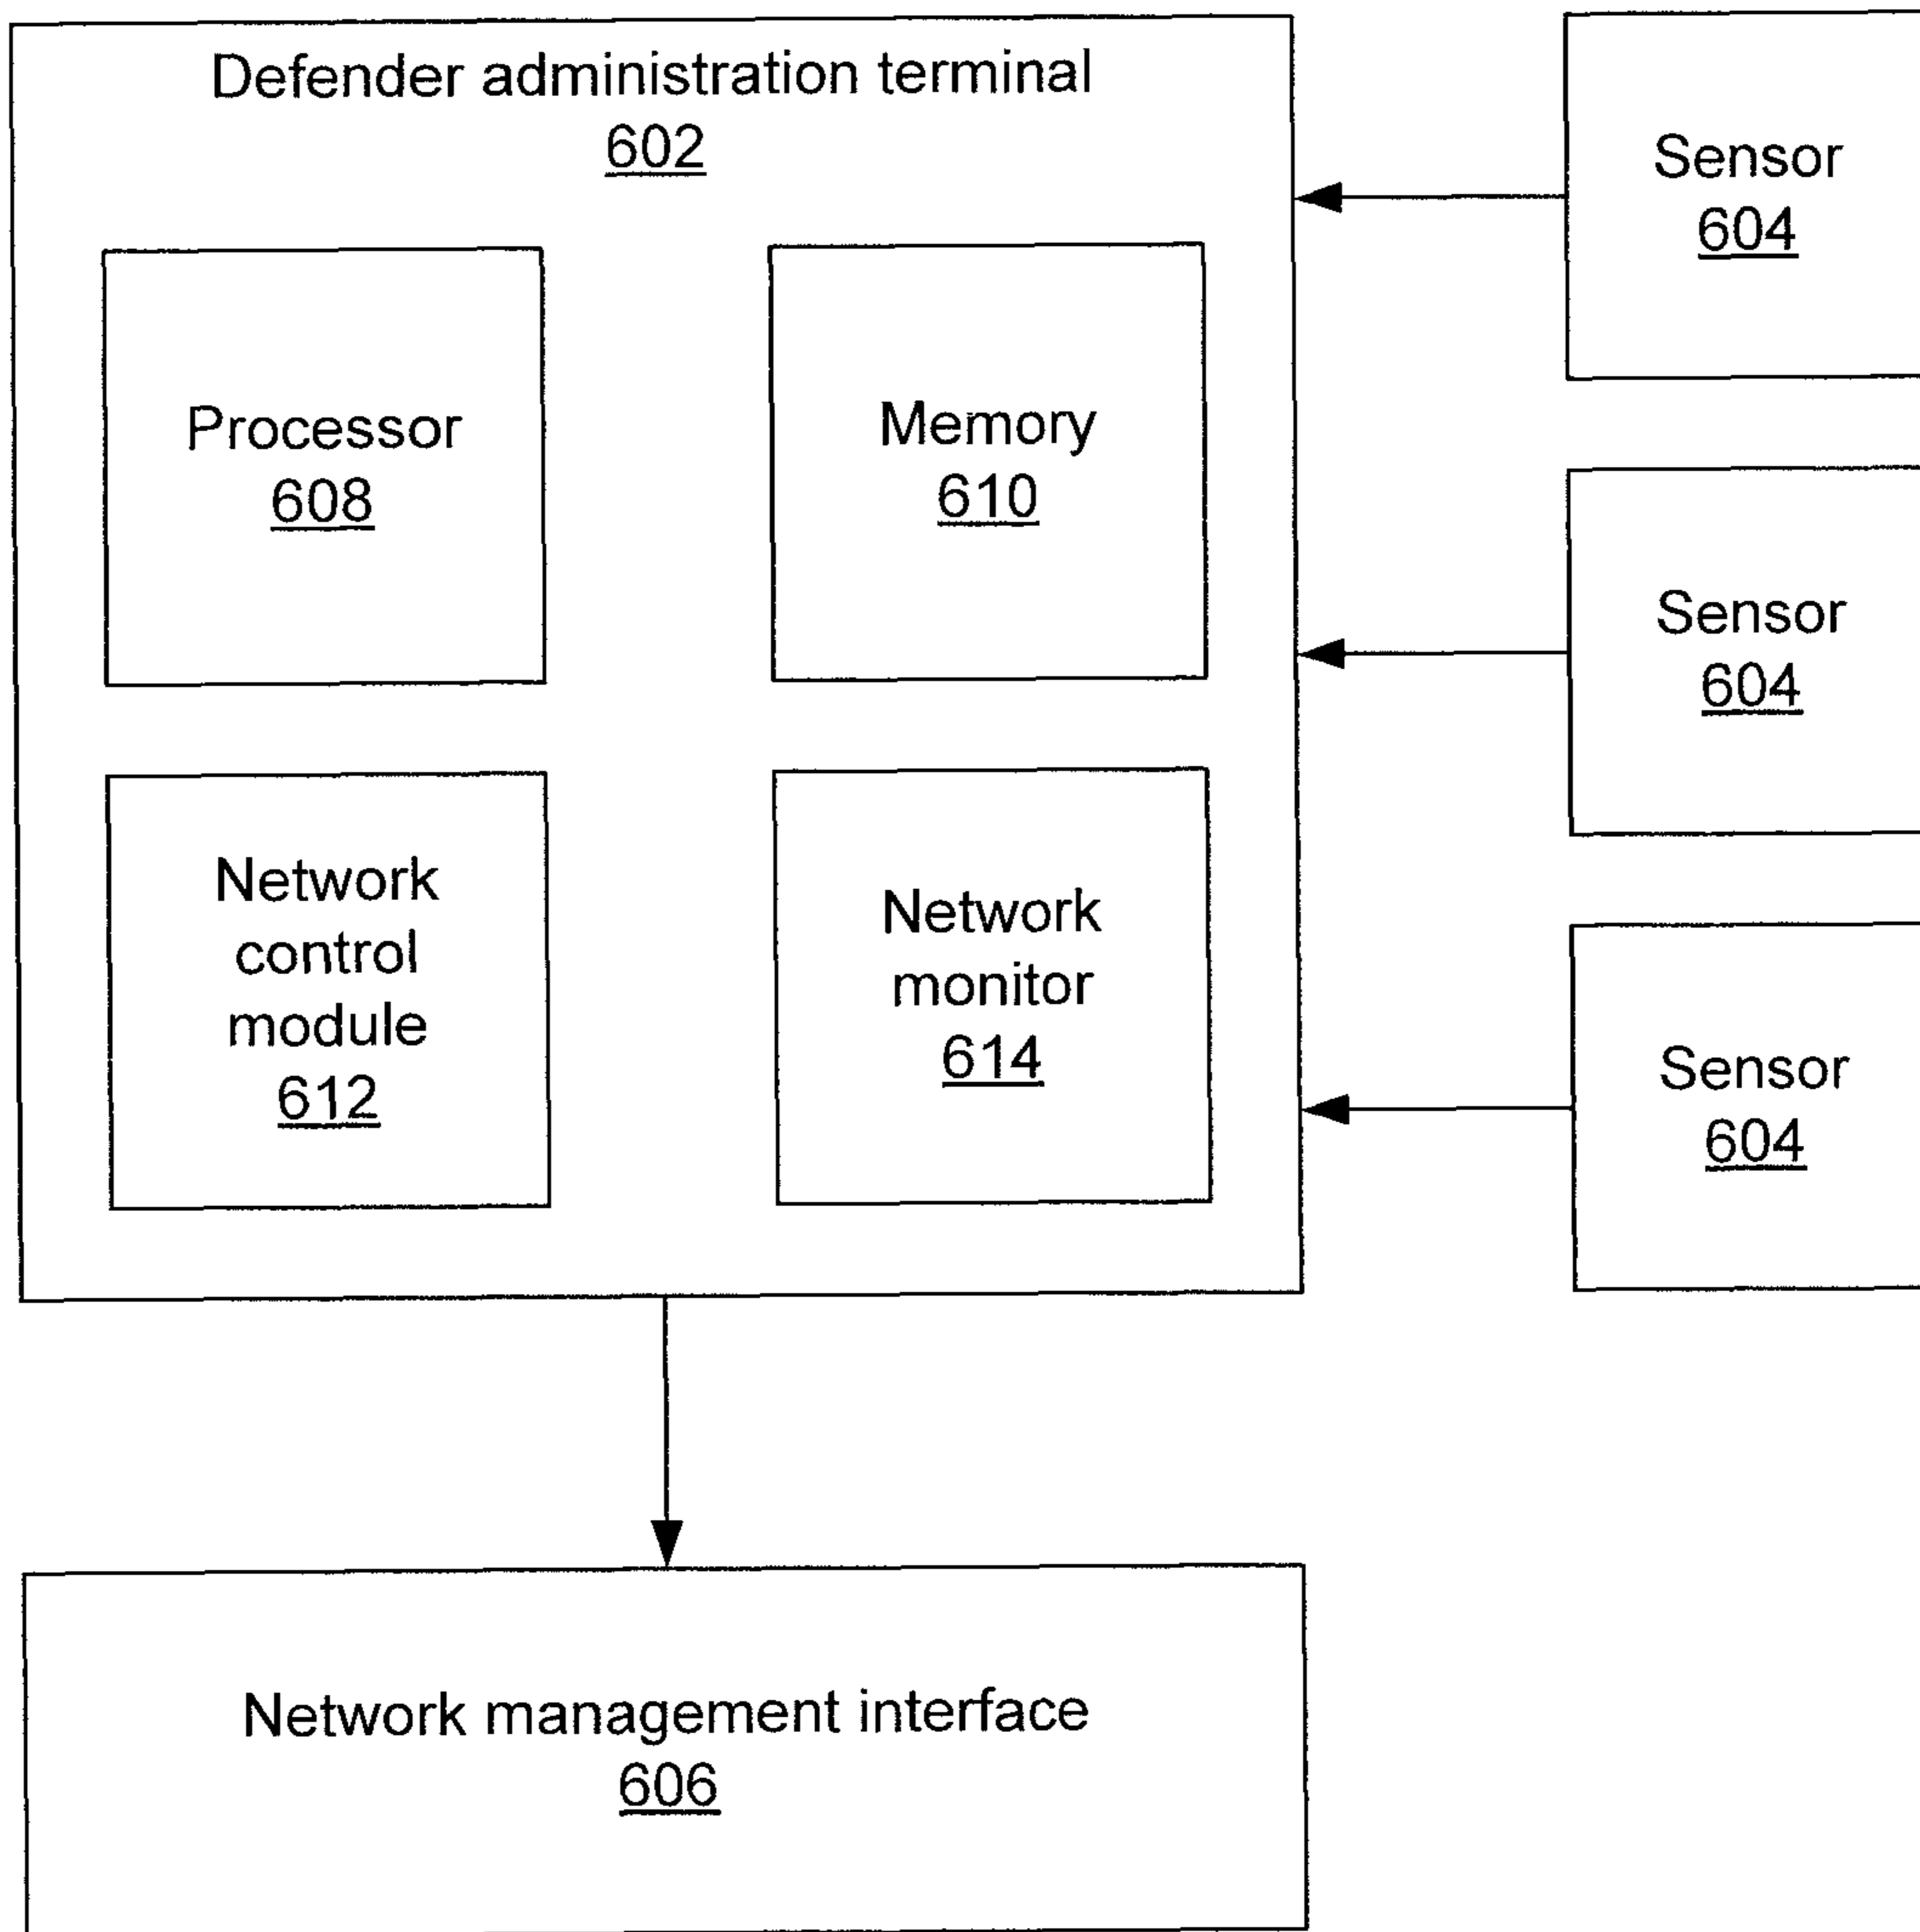 Defender administration terminal
602
Processor
608
Memory
610
Network
control
module
612
Network
monitor
614
Sensor
604
Sensor
604
Sensor
604
Network management interface
606